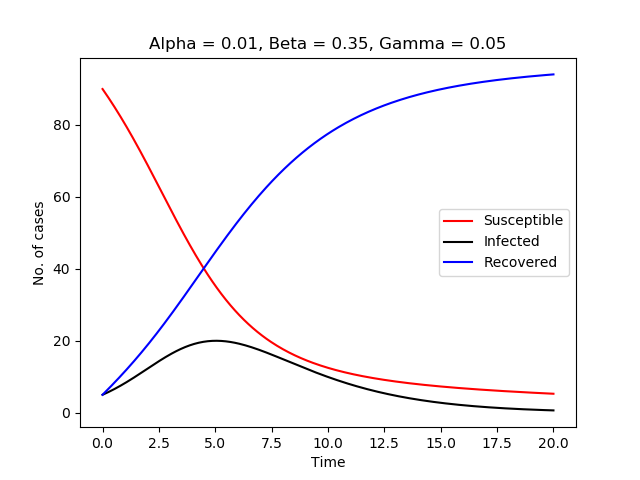 Alpha = 0.01, Beta = 0.35, Gamma = 0.05
No. of cases
80
60
40
20
0
Susceptible
Infected
Recovered
0.0 2.5 5.0 7.5 10.0 12.5 15.0 17.5 20.0
Time